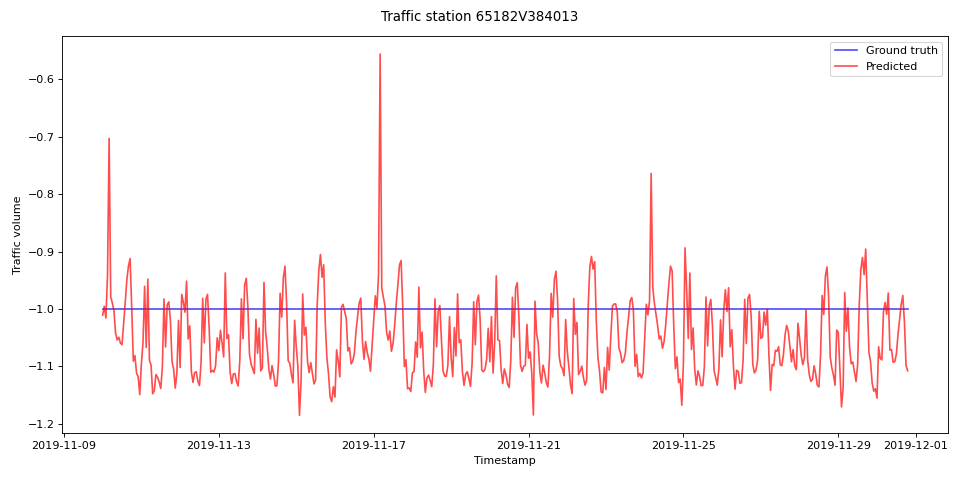 Traffic station 65182V384013
Ground truth
Predicted
Traffic volume
−0.6
−0.7
−0.8
−0.9
−1.0
−1.1
−1.2
2019-11-09
2019-11-13
2019-11-17
2019-11-21
2019-11-25
2019-11-29
2019-12-01
Timestamp